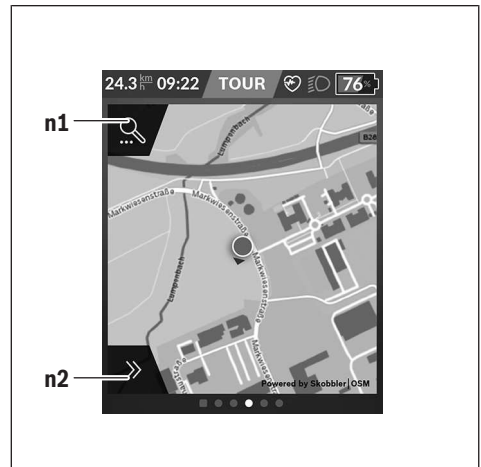 24.3 km/h 09:22 TOUR 76%
n1
Lampenbach
B28
Markwiesenstraße
Markwiesenstraße
Markwiesenstraße
Lampenbach
n2
Powered by Skobbler | OSM